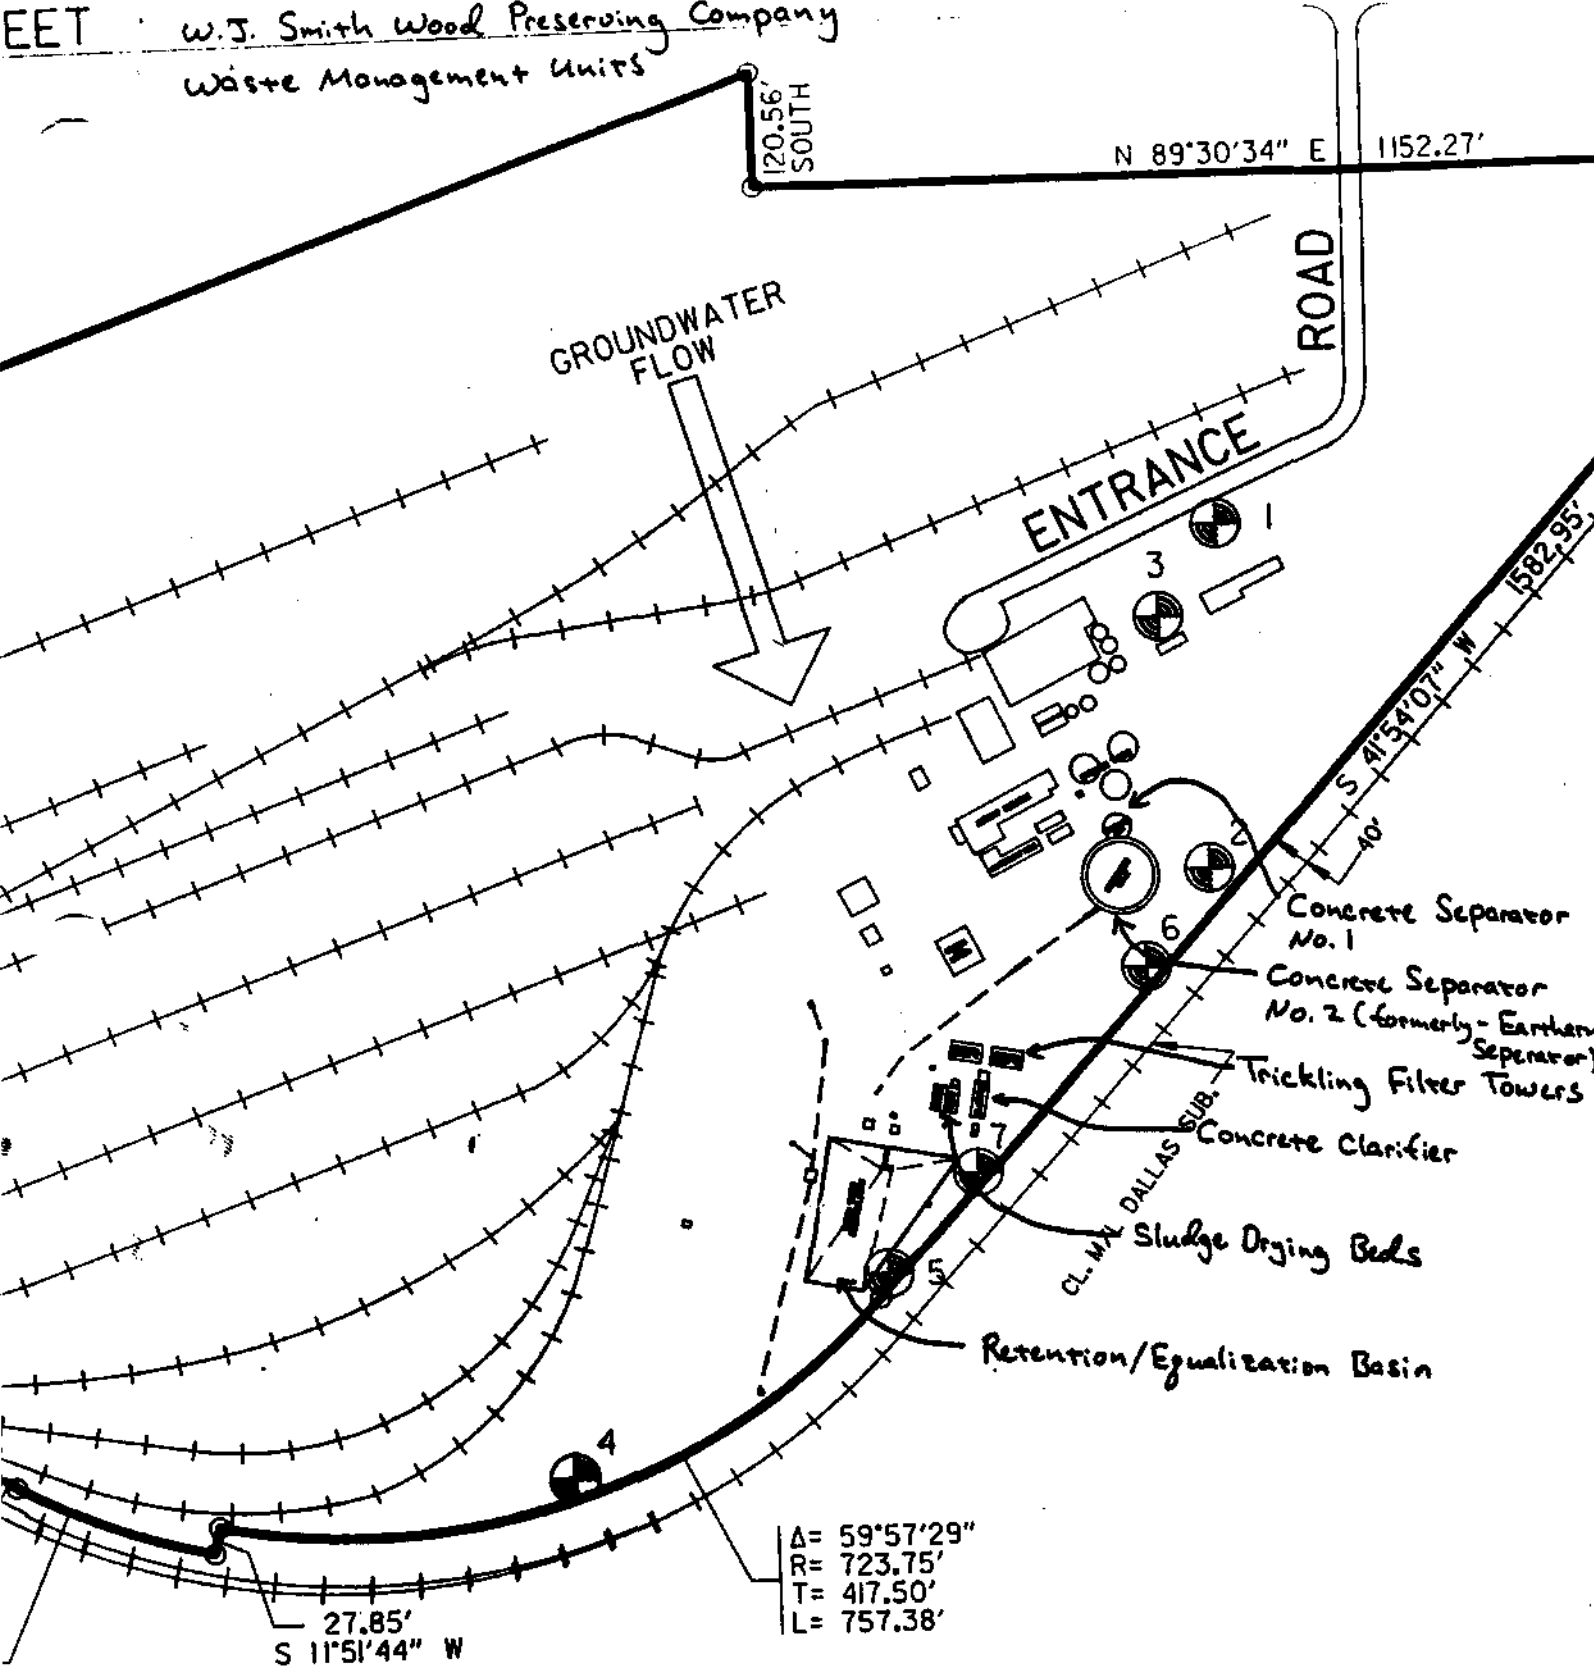 EET W.J. Smith Wood Preserving Company
Waste Management Units
120.56'
SOUTH
N 89°30'34" E 1152.27'
ROAD
GROUNDWATER
FLOW
ENTRANCE
1
3
1582.95'
S 41°54'07" W
40'
2
Concrete Separator
No. 1
6
Concrete Separator
No. 2 (formerly - Earthen
Seperator)
Trickling Filter Towers
7
Concrete Clarifier
CL. M/L DALLAS SUB.
Sludge Drying Beds
5
Retention/Equalization Basin
4
Δ= 59°57'29"
R= 723.75'
T= 417.50'
L= 757.38'
27.85'
S 11°51'44" W